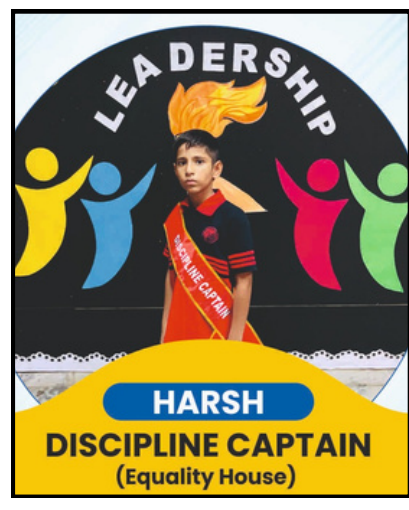 LEADERSHIP
DISCIPLINE CAPTAIN
HARSH
DISCIPLINE CAPTAIN
(Equality House)